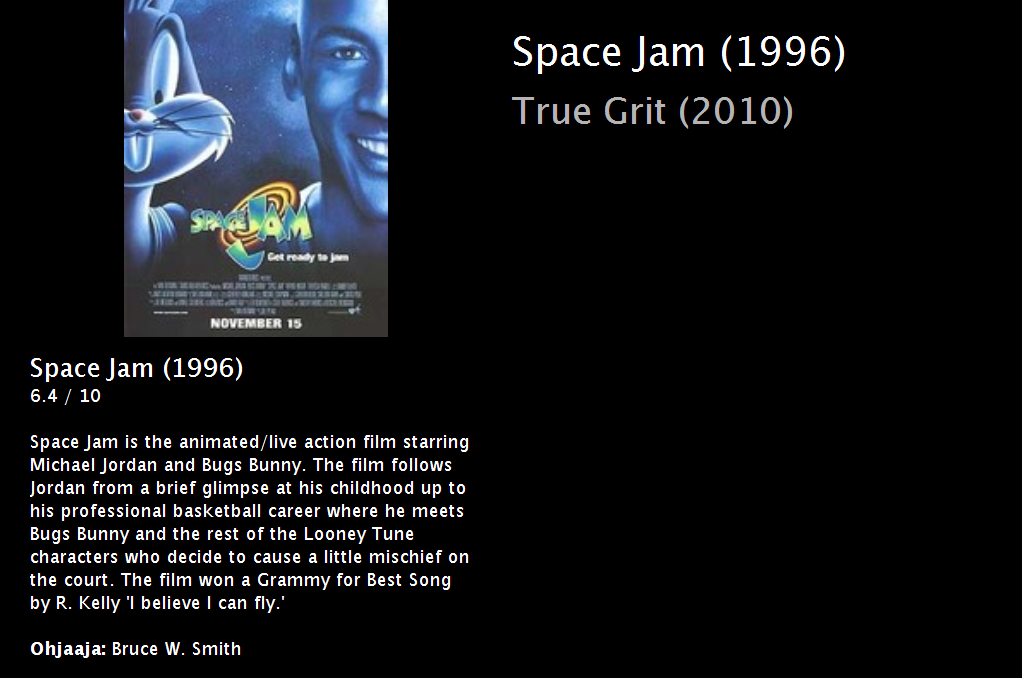 SPACE JAM
Get ready to jam
NOVEMBER 15
Space Jam (1996)
6.4 / 10
Space Jam is the animated/live action film starring
Michael Jordan and Bugs Bunny. The film follows
Jordan from a brief glimpse at his childhood up to
his professional basketball career where he meets
Bugs Bunny and the rest of the Looney Tune
characters who decide to cause a little mischief on
the court. The film won a Grammy for Best Song
by R. Kelly 'I believe I can fly.'
Ohjaaja: Bruce W. Smith
Space Jam (1996)
True Grit (2010)